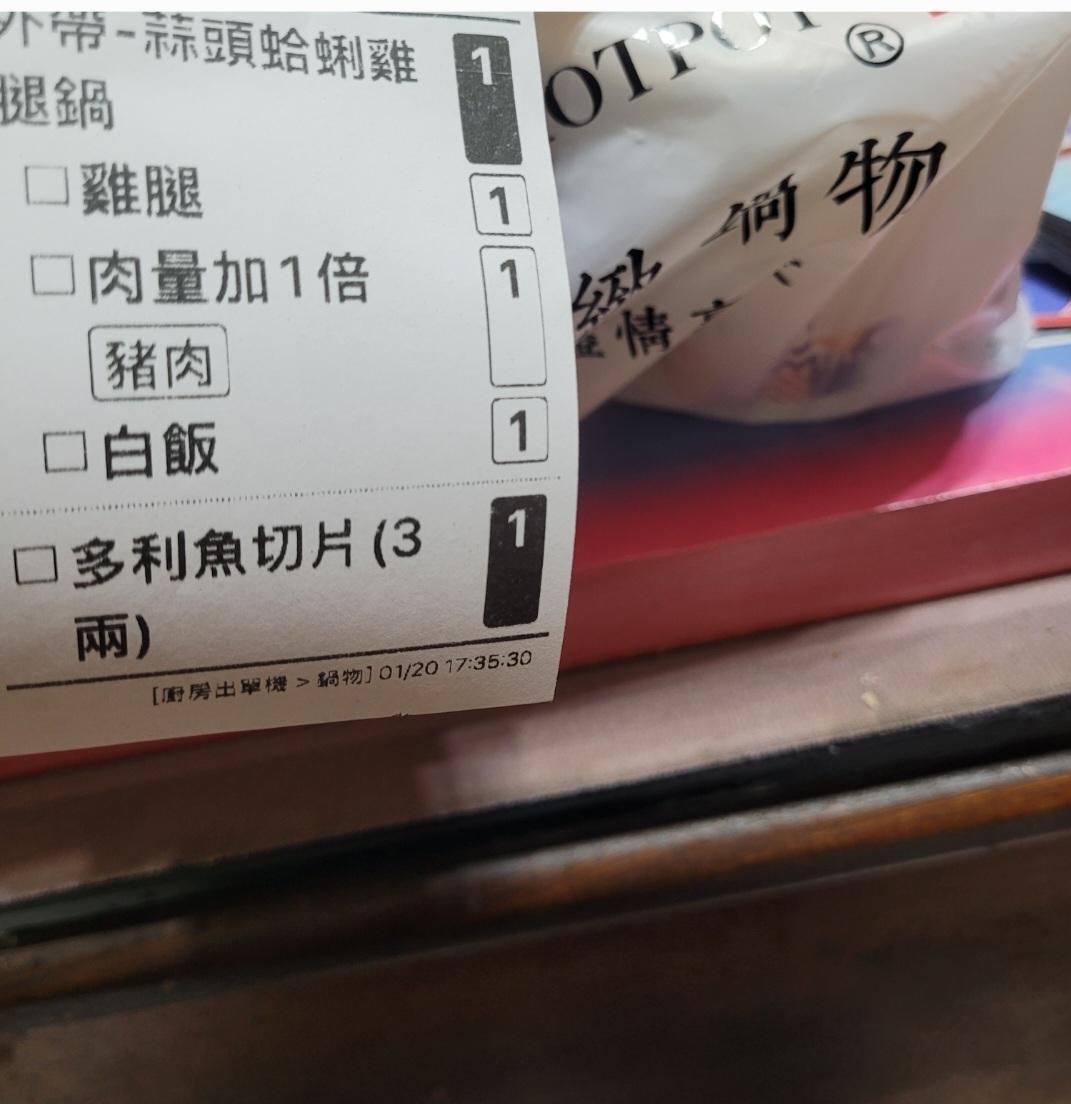 外帶-蒜頭蛤蜊雞 1
腿鍋
雞腿 1
肉量加1倍 1
豬肉
白飯 1
多利魚切片(3 1
兩)
[廚房出單機 > 鍋物] 01/20 17:35:30
OTPOT ®
鍋物
緻
情